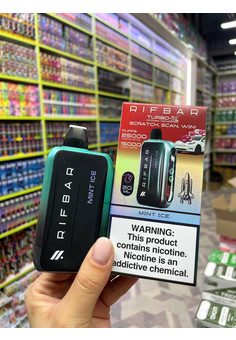 RIFBAR
TURBO-X
SCRATCH, SCAN, WIN!
PUFFS
25000
15000
MINT ICE
WARNING:
This product
contains nicotine.
Nicotine is an
addictive chemical.
RIFBAR
MINT ICE